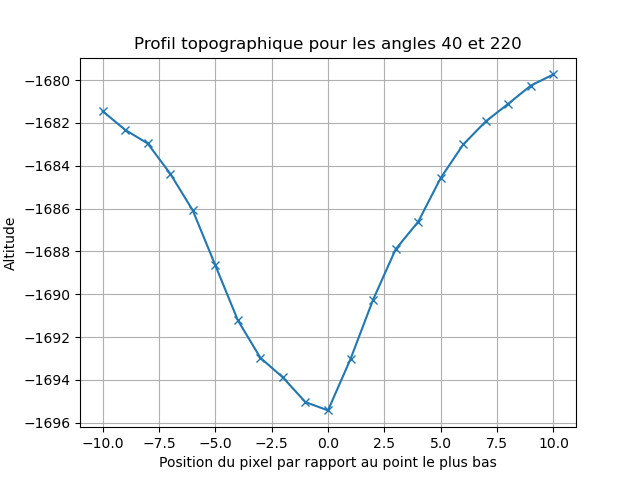 Profil topographique pour les angles 40 et 220
Altitude
−1680
−1682
−1684
−1686
−1688
−1690
−1692
−1694
−1696
−10.0 −7.5 −5.0 −2.5 0.0 2.5 5.0 7.5 10.0
Position du pixel par rapport au point le plus bas